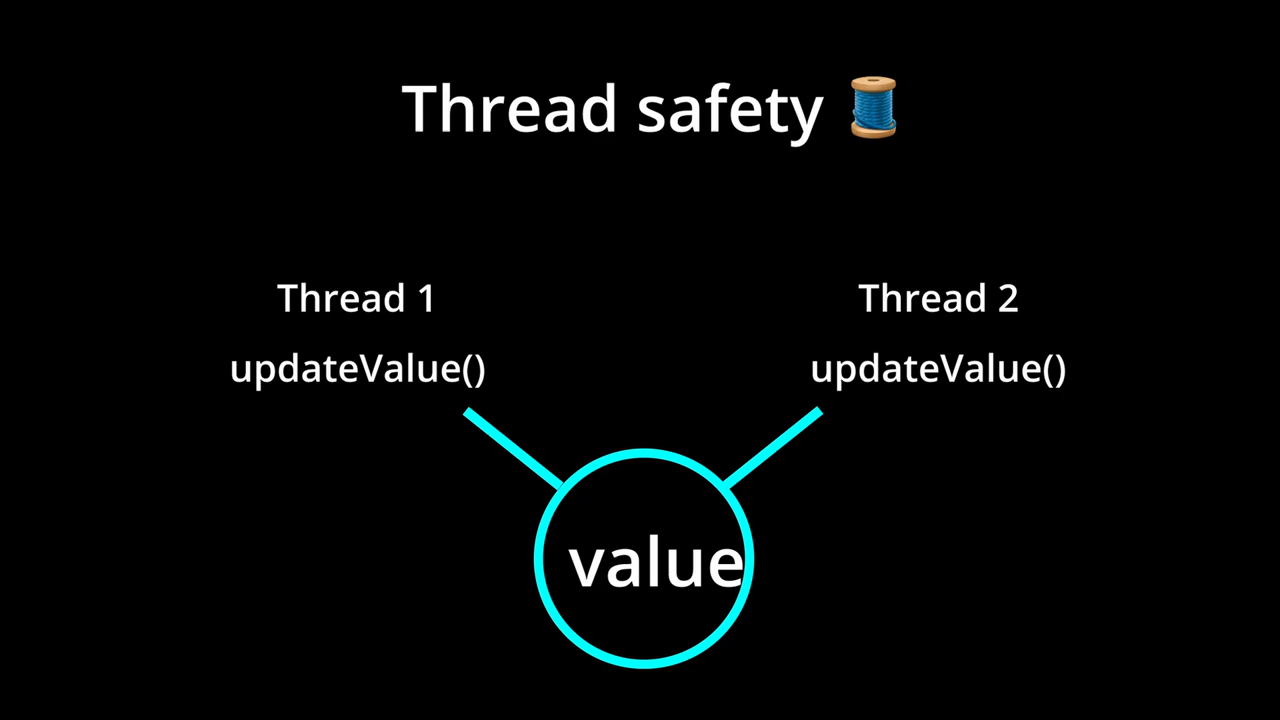 Thread safety 🧵
Thread 1
Thread 2
updateValue()
updateValue()
value